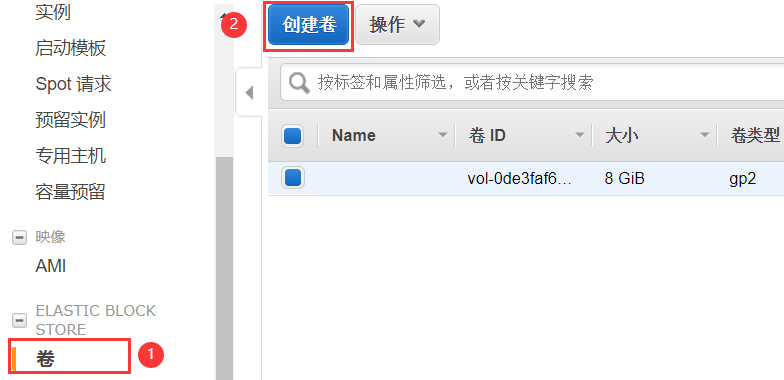 实例
启动模板
Spot 请求
预留实例
专用主机
容量预留
映像
AMI
ELASTIC BLOCK
STORE
卷
1
2
创建卷 操作
按标签和属性筛选，或者按关键字搜索
Name 卷 ID 大小 卷类型
vol-0de3faf6... 8 GiB gp2